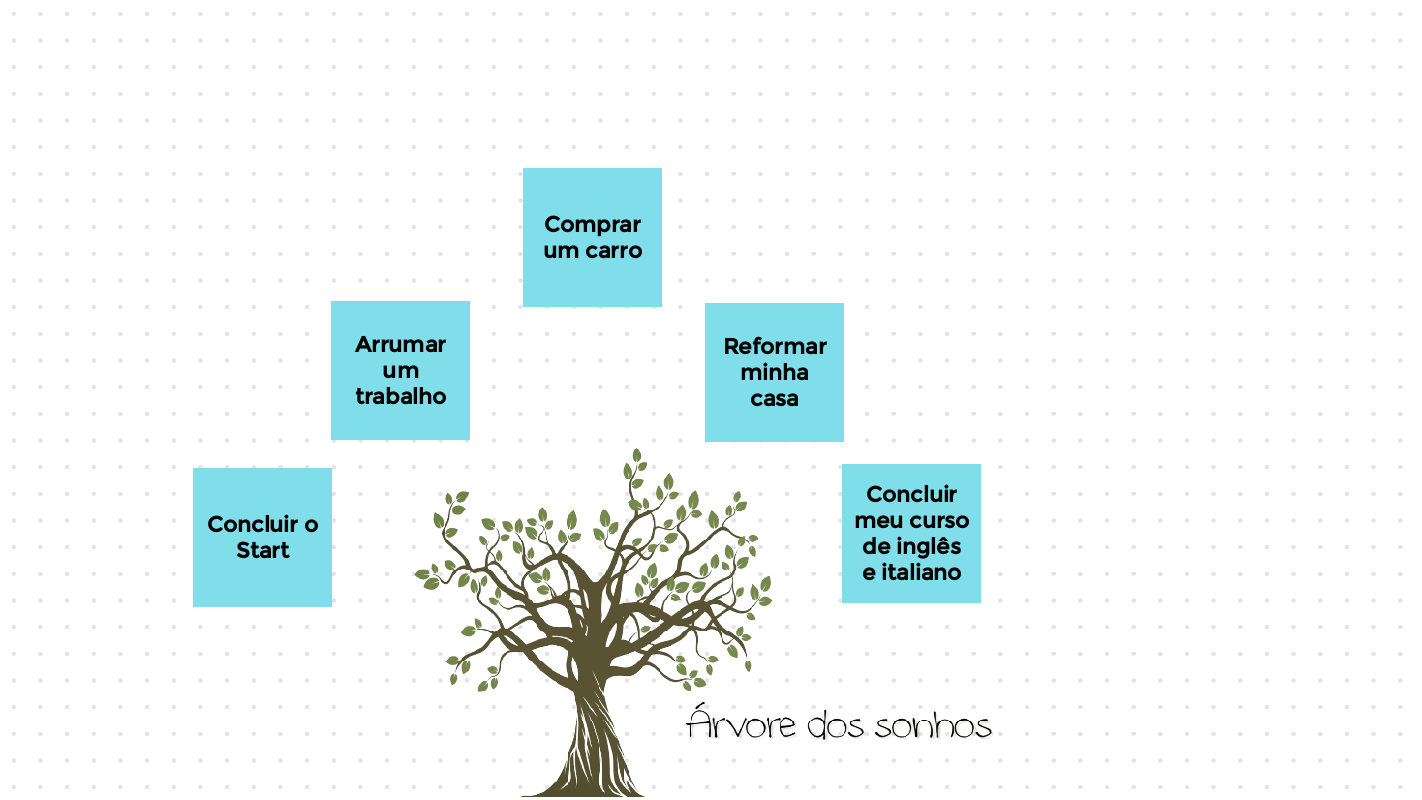 Comprar
um carro
Arrumar
um
trabalho
Reformar
minha
casa
Concluir o
Start
Concluir
meu curso
de inglês
e italiano
Árvore dos sonhos